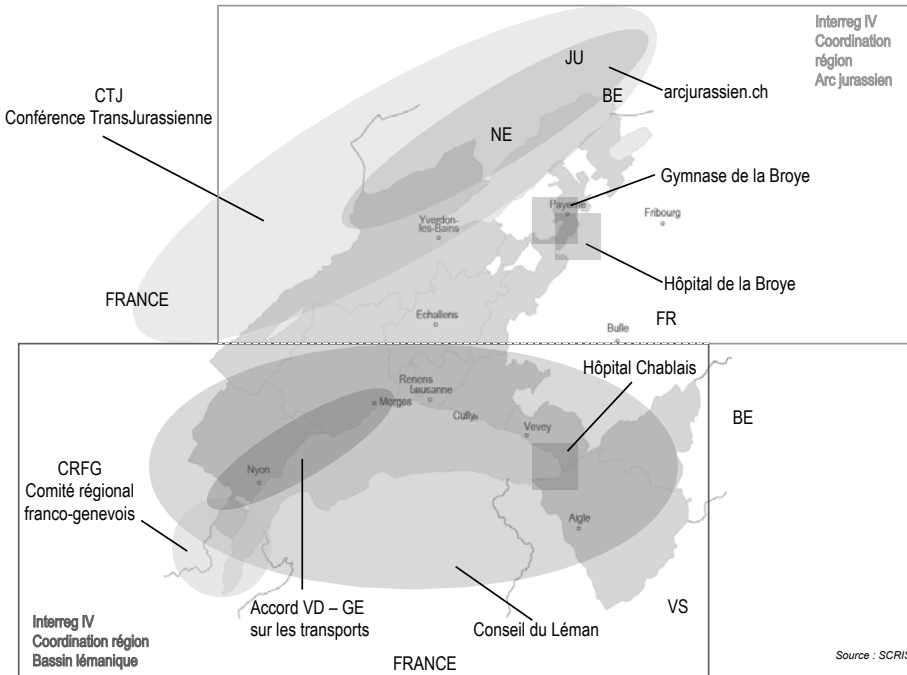 Interreg IV
Coordination
région
Arc jurassien
JU
CTJ
Conférence TransJurassienne
BE
arcjurassien.ch
NE
Gymnase de la Broye
Payerne
Fribourg
Yverdon-
les-Bains
Hôpital de la Broye
FRANCE
Echallens
FR
Bulle
Hôpital Chablais
Renens
Lausanne
Morges
Cully
BE
Vevey
CRFG
Comité régional
franco-genevois
Nyon
Aigle
Accord VD – GE
sur les transports
VS
Conseil du Léman
Interreg IV
Coordination région
Bassin lémanique
FRANCE
Source : SCRIS